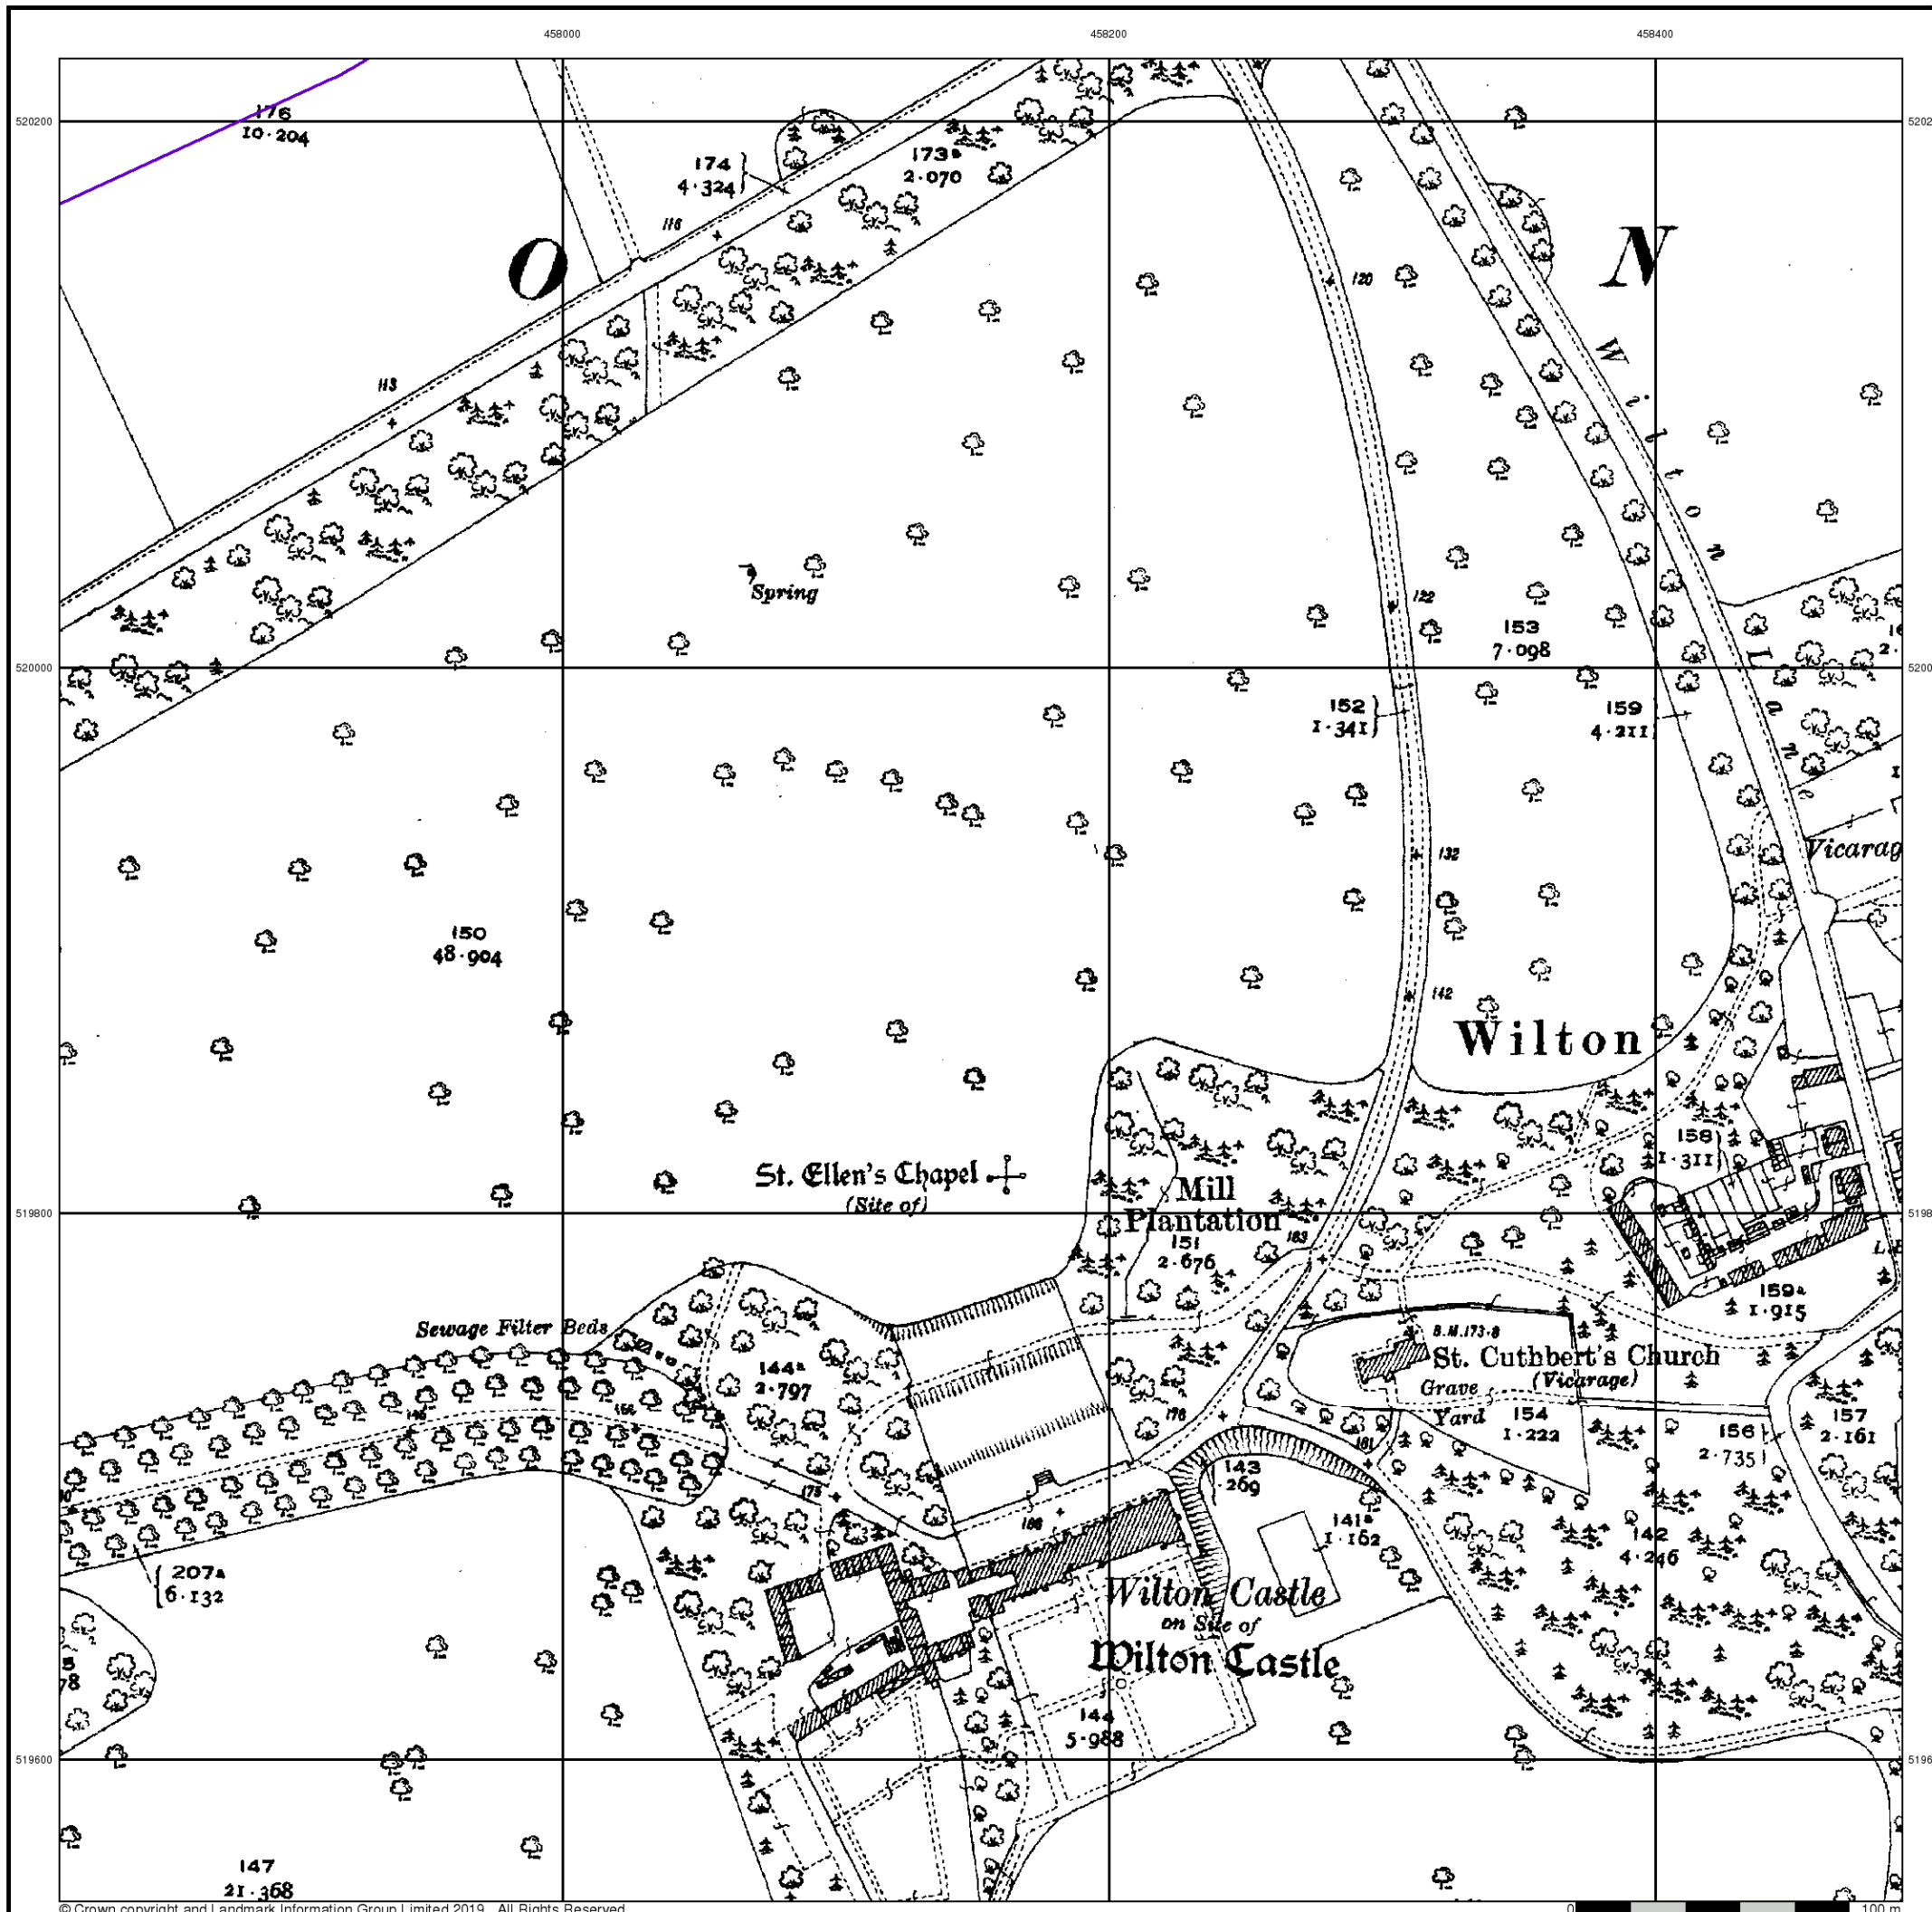 458000
458200
458400
520200
5202
176
10·204
174
4·324
173a
2·070
116
O
N
120
113
Wilton Lane
Spring
122
153
7·098
520000
5200
152
1·341
159
4·211
132
Vicarag
150
48·904
142
Wilton
158
1·311
St. Ellen's Chapel
(Site of)
Mill
Plantation
519800
5198
151
2·676
163
159a
1·915
Sewage Filter Beds
B.M.173·8
St. Cuthbert's Church
(Vicarage)
144a
2·797
Grave
Yard
154
1·222
176
181
156
2·735
157
2·161
143
·269
175
166
141a
1·162
142
4·246
207a
6·132
Wilton Castle
on Site of
Wilton Castle
144
5·988
519600
5196
147
21·368
© Crown copyright and Landmark Information Group Limited 2019. All Rights Reserved.
0
100 m